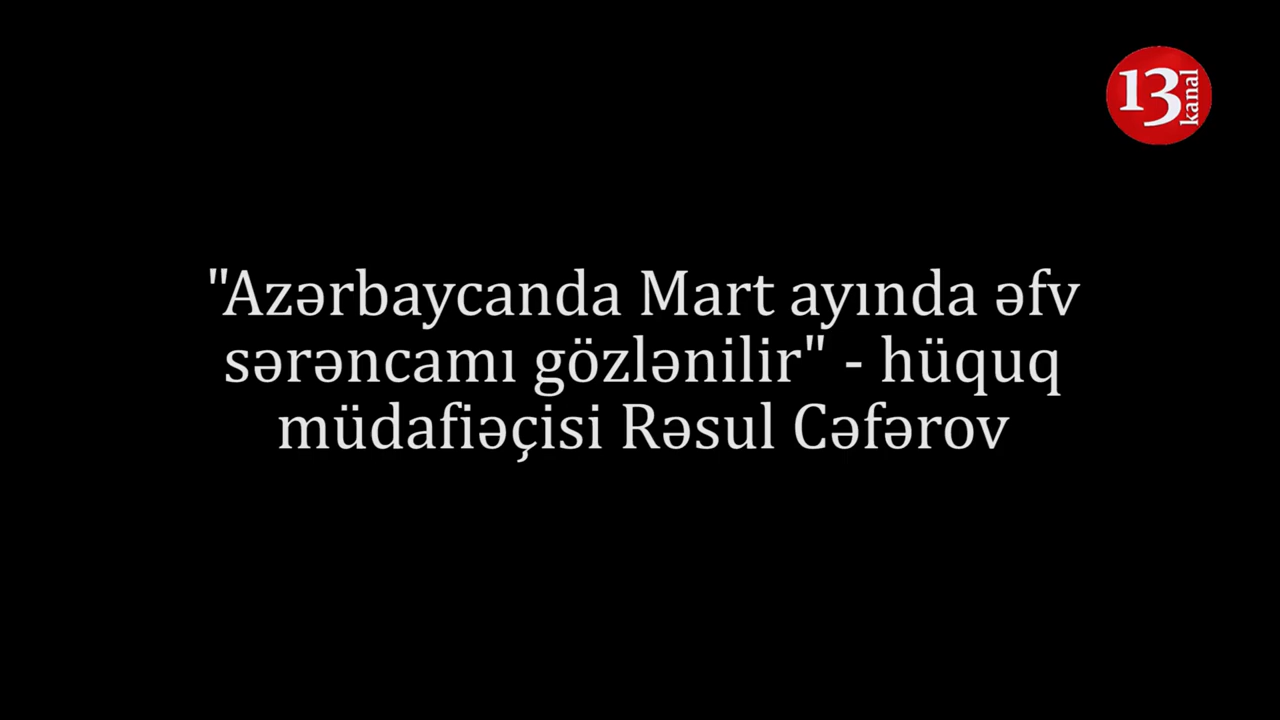 13 kanal
"Azərbaycanda Mart ayında əfv
sərəncamı gözlənilir" - hüquq
müdafiəçisi Rəsul Cəfərov